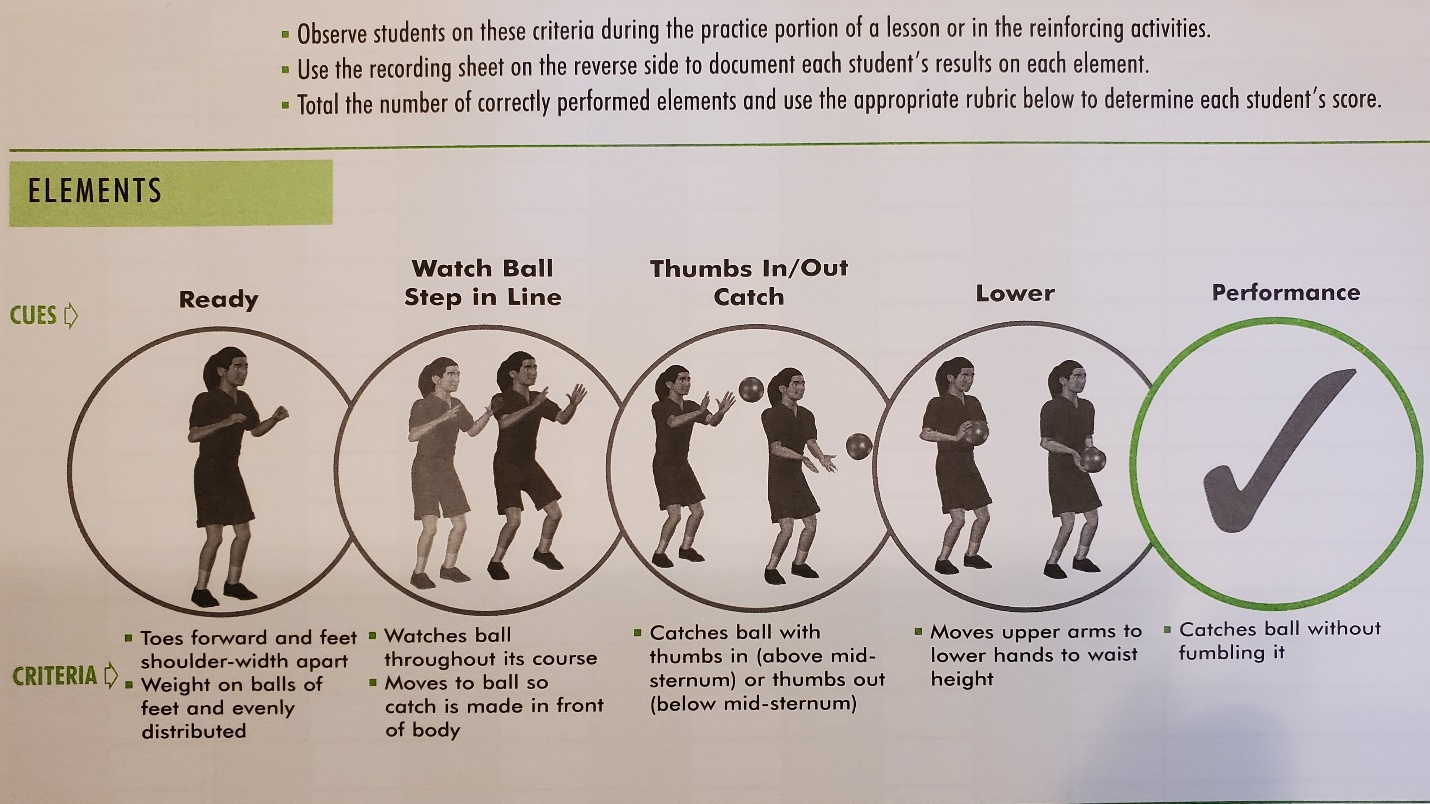 ▪ Observe students on these criteria during the practice portion of a lesson or in the reinforcing activities.
▪ Use the recording sheet on the reverse side to document each student's results on each element.
▪ Total the number of correctly performed elements and use the appropriate rubric below to determine each student's score.
ELEMENTS
CUES
Ready
Watch Ball
Step in Line
Thumbs In/Out
Catch
Lower
Performance
CRITERIA
▪ Toes forward and feet
shoulder-width apart
▪ Weight on balls of
feet and evenly
distributed
▪ Watches ball
throughout its course
▪ Moves to ball so
catch is made in front
of body
▪ Catches ball with
thumbs in (above mid-
sternum) or thumbs out
(below mid-sternum)
▪ Moves upper arms to
lower hands to waist
height
▪ Catches ball without
fumbling it